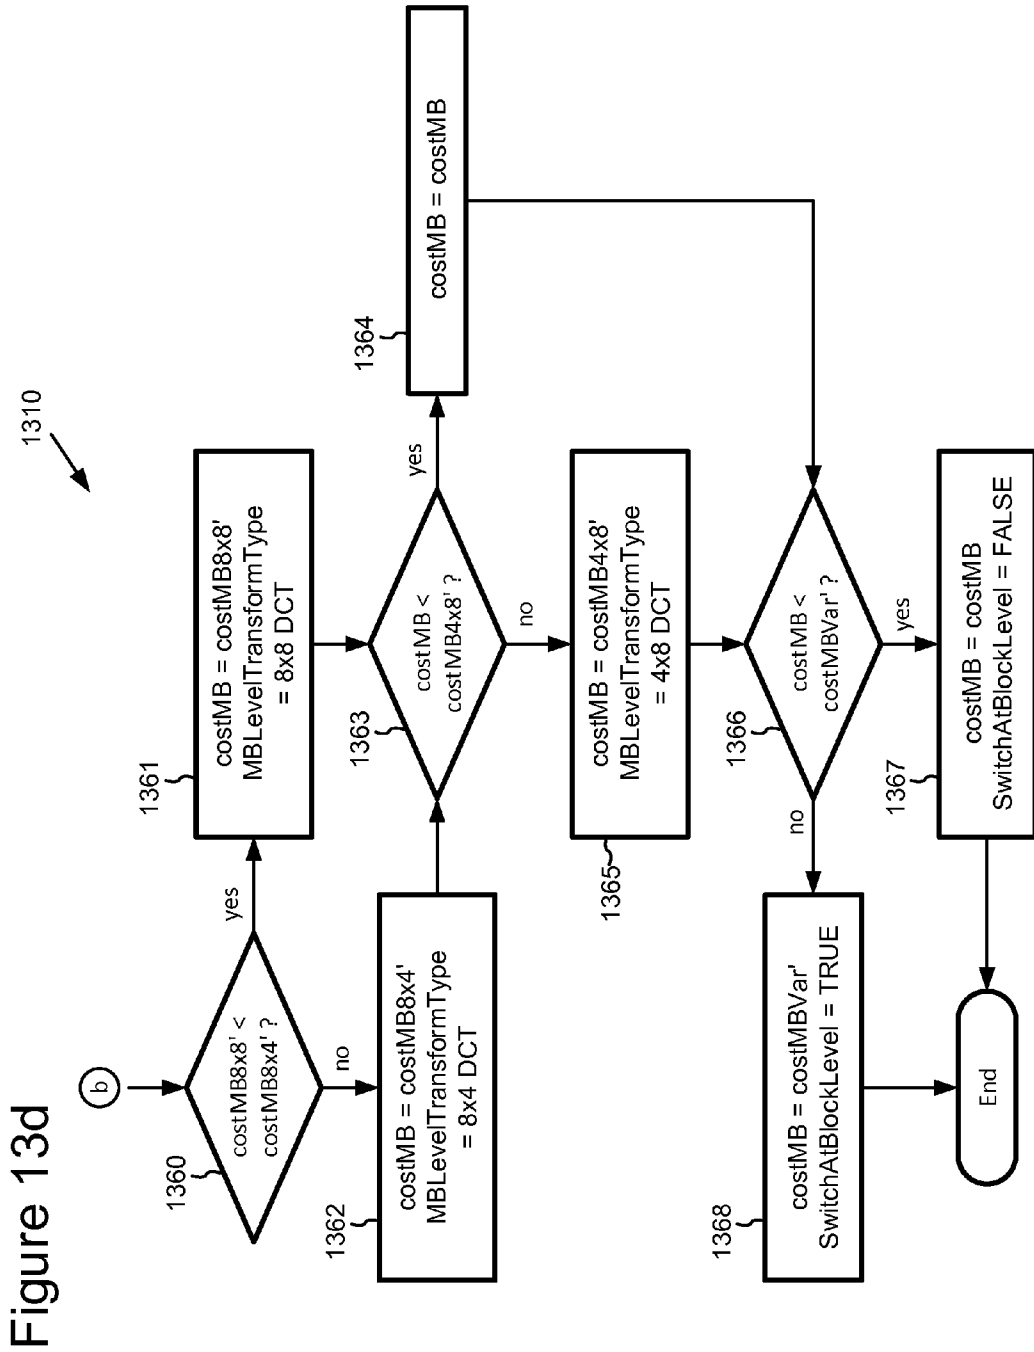 Figure 13d
1310
b
1360
costMB8x8' <
costMB8x4' ?
yes
no
1361
costMB = costMB8x8'
MBLevelTransformType
= 8x8 DCT
1362
costMB = costMB8x4'
MBLevelTransformType
= 8x4 DCT
1363
costMB <
costMB4x8' ?
yes
no
1364
costMB = costMB
1365
costMB = costMB4x8'
MBLevelTransformType
= 4x8 DCT
1366
costMB <
costMBVar' ?
no
yes
1367
costMB = costMB
SwitchAtBlockLevel = FALSE
1368
costMB = costMBVar'
SwitchAtBlockLevel = TRUE
End